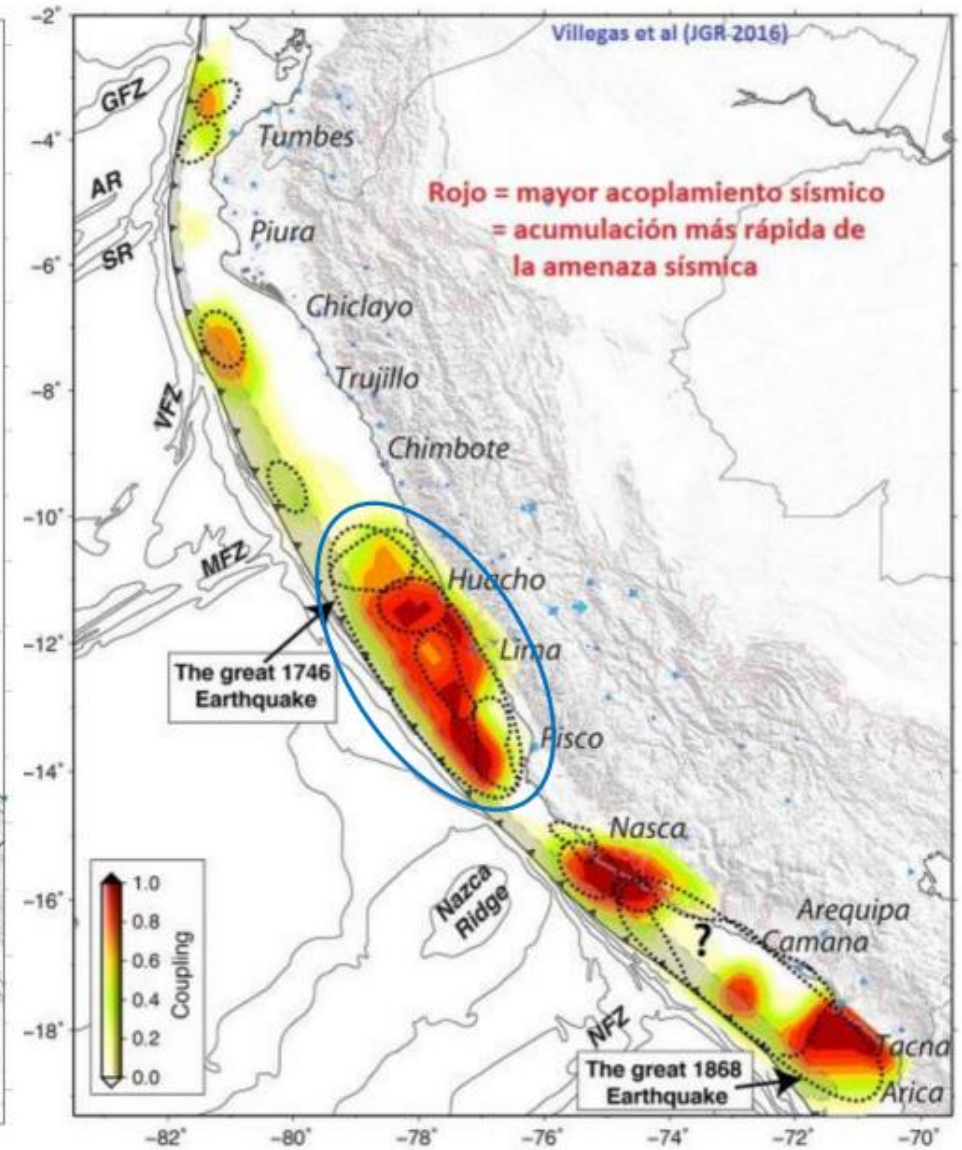 Villegas et al (JGR 2016)
−2°
−4°
−6°
−8°
−10°
−12°
−14°
−16°
−18°
GFZ
AR
SR
VFZ
MFZ
Tumbes
Rojo = mayor acoplamiento sísmico
= acumulación más rápida de
la amenaza sísmica
Piura
Chiclayo
Trujillo
Chimbote
Huacho
Lima
Pisco
The great 1746
Earthquake
Nasca
Nazca
Ridge
Arequipa
Camana
?
NFZ
Tacna
Arica
The great 1868
Earthquake
1.0
0.8
0.6
0.4
0.2
0.0
Coupling
−82°
−80°
−78°
−76°
−74°
−72°
−70°